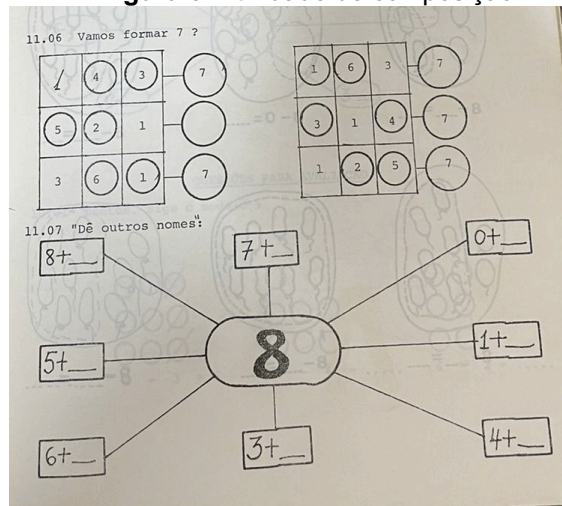 11.06 Vamos formar 7 ?
1 4 3 7
5 2 1
3 6 1 7
1 6 3 7
3 1 4 7
1 2 5 7
11.07 "Dê outros nomes:"
8+__ 7+__ 0+__
5+__ 8 1+__
6+__ 3+__ 4+__